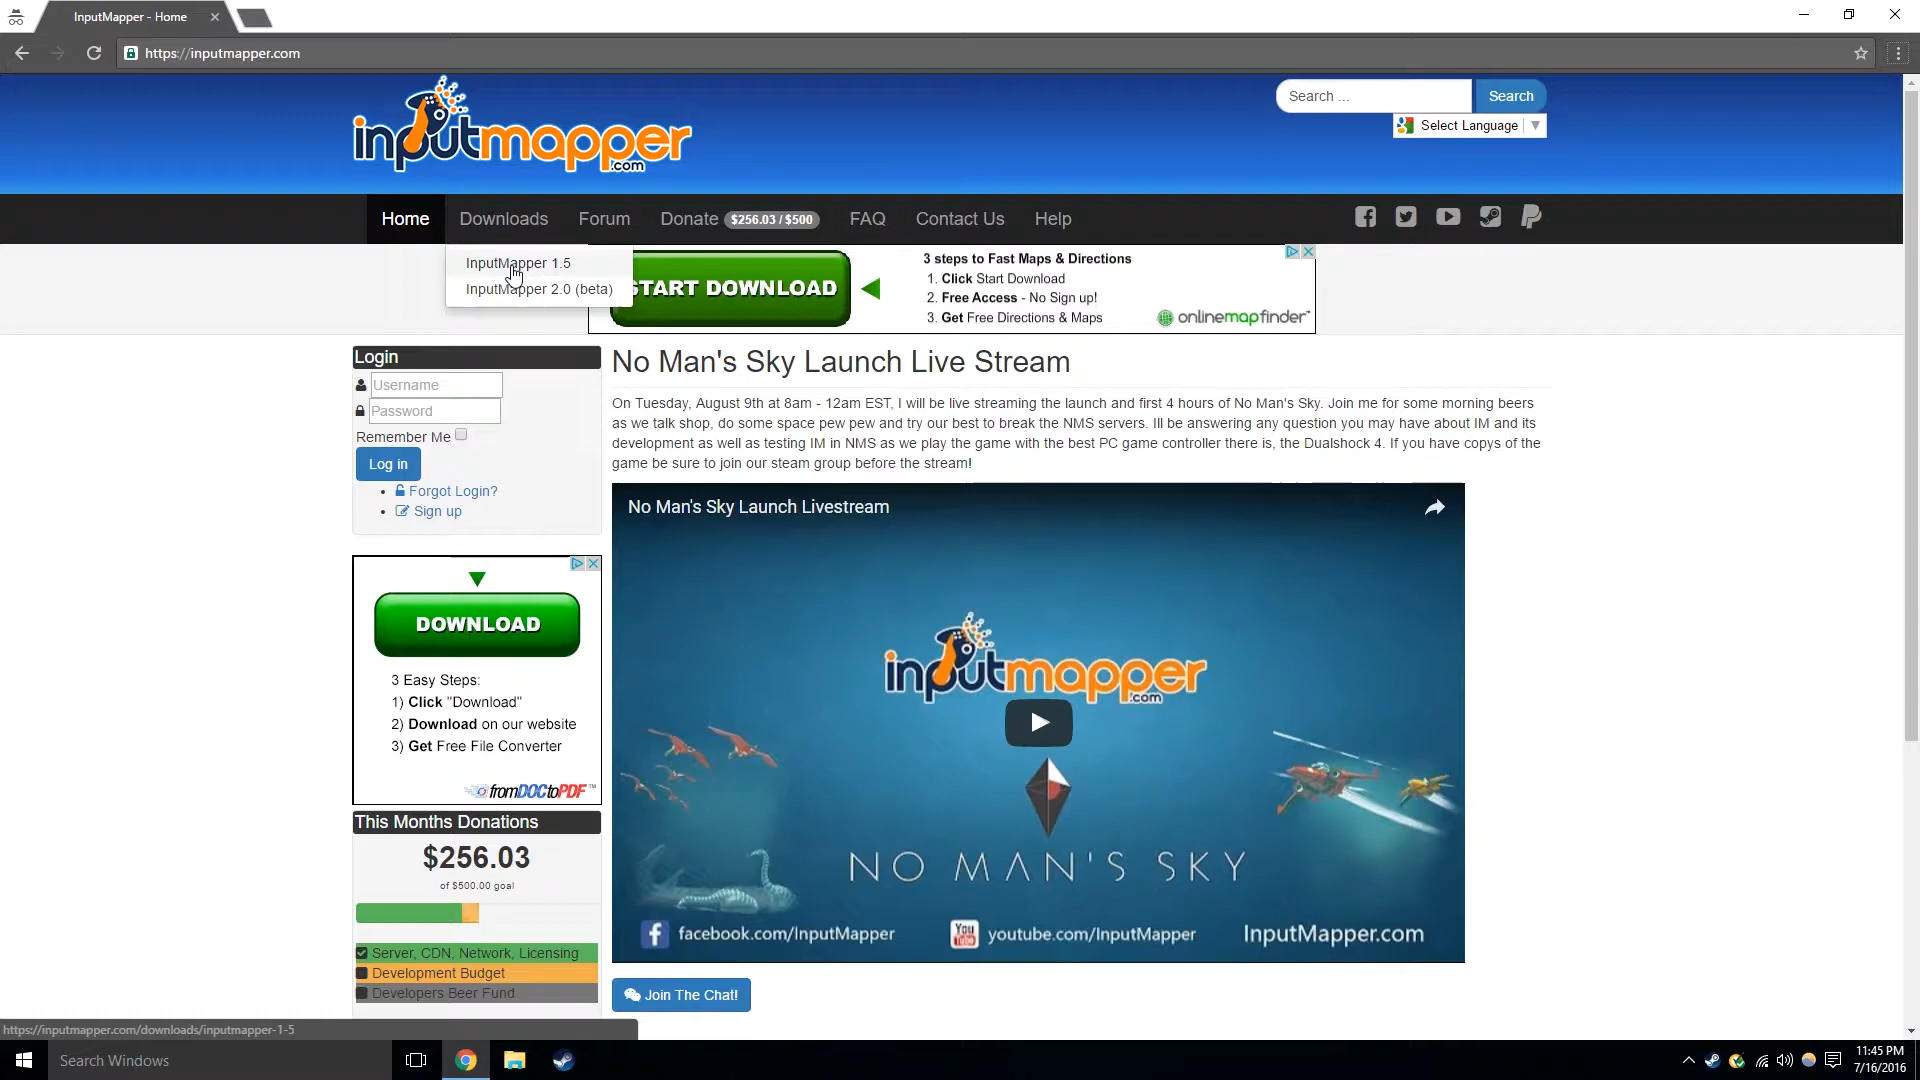 InputMapper - Home
https://inputmapper.com
inputmapper
.com
Search ...
Search
Select Language
Home
Downloads
Forum
Donate
$256.03 / $500
FAQ
Contact Us
Help
InputMapper 1.5
InputMapper 2.0 (beta)
START DOWNLOAD
3 steps to Fast Maps & Directions
1. Click Start Download
2. Free Access - No Sign up!
3. Get Free Directions & Maps
onlinemapfinder™
Login
Username
Password
Remember Me
Log in
Forgot Login?
Sign up
DOWNLOAD
3 Easy Steps:
1) Click "Download"
2) Download on our website
3) Get Free File Converter
fromDOCtoPDF™
This Months Donations
$256.03
of $500.00 goal
Server, CDN, Network, Licensing
Development Budget
Developers Beer Fund
No Man's Sky Launch Live Stream
On Tuesday, August 9th at 8am - 12am EST, I will be live streaming the launch and first 4 hours of No Man's Sky. Join me for some morning beers
as we talk shop, do some space pew pew and try our best to break the NMS servers. Ill be answering any question you may have about IM and its
development as well as testing IM in NMS as we play the game with the best PC game controller there is, the Dualshock 4. If you have copys of the
game be sure to join our steam group before the stream!
No Man's Sky Launch Livestream
inputmapper
.com
NO MAN'S SKY
facebook.com/InputMapper
You
Tube
youtube.com/InputMapper
InputMapper.com
Join The Chat!
https://inputmapper.com/downloads/inputmapper-1-5
Search Windows
11:45 PM
7/16/2016